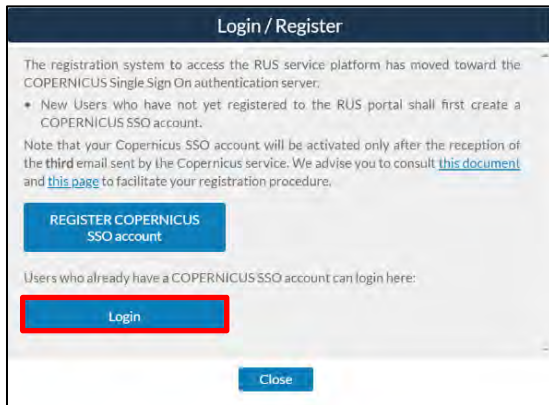 Login / Register
The registration system to access the RUS service platform has moved toward the
COPERNICUS Single Sign On authentication server.
• New Users who have not yet registered to the RUS portal shall first create a
COPERNICUS SSO account.
Note that your Copernicus SSO account will be activated only after the reception of
the third email sent by the Copernicus service. We advise you to consult this document
and this page to facilitate your registration procedure.
REGISTER COPERNICUS
SSO account
Users who already have a COPERNICUS SSO account can login here:
Login
Close